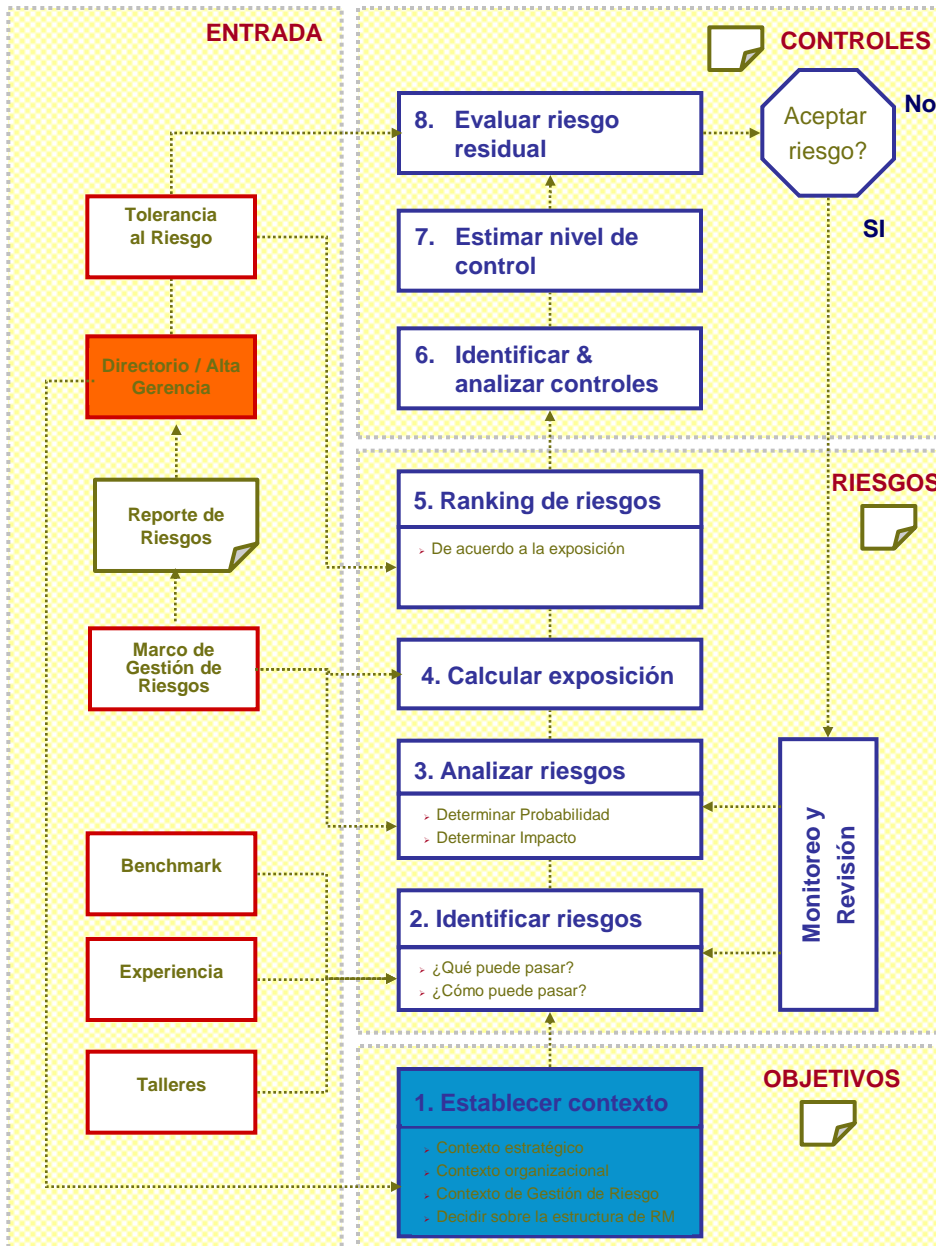 ENTRADA
Tolerancia
al Riesgo
Directorio / Alta
Gerencia
Reporte de
Riesgos
Marco de
Gestión de
Riesgos
Benchmark
Experiencia
Talleres
CONTROLES
8. Evaluar riesgo
residual
Aceptar
riesgo?
No
SI
7. Estimar nivel de
control
6. Identificar &
analizar controles
RIESGOS
5. Ranking de riesgos
De acuerdo a la exposición
4. Calcular exposición
3. Analizar riesgos
Determinar Probabilidad
Determinar Impacto
2. Identificar riesgos
¿Qué puede pasar?
¿Cómo puede pasar?
Monitoreo y
Revisión
OBJETIVOS
1. Establecer contexto
Contexto estratégico
Contexto organizacional
Contexto de Gestión de Riesgo
Decidir sobre la estructura de RM